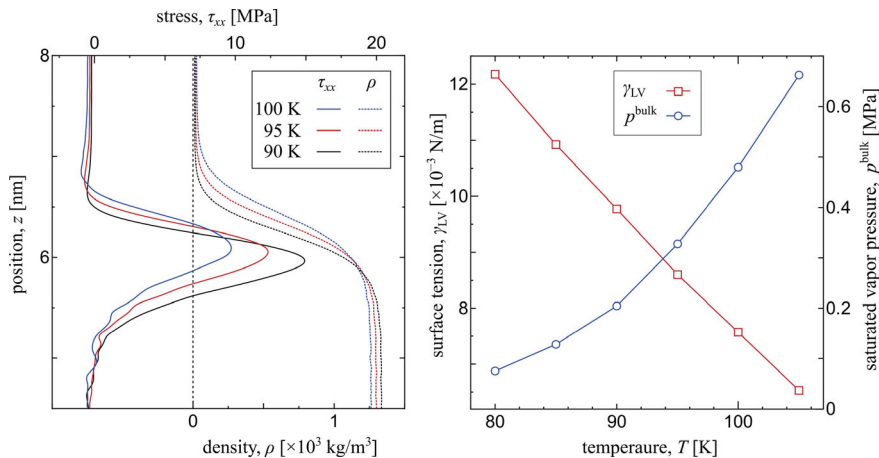 stress, τxx [MPa]
0 10 20
8
6
position, z [nm]
τxx ρ
100 K
95 K
90 K
0 1
density, ρ [×10³ kg/m³]
12
10
8
surface tension, γLV [×10⁻³ N/m]
γLV
pbulk
0.6
0.4
0.2
0
saturated vapor pressure, pbulk [MPa]
80 90 100
temperaure, T [K]